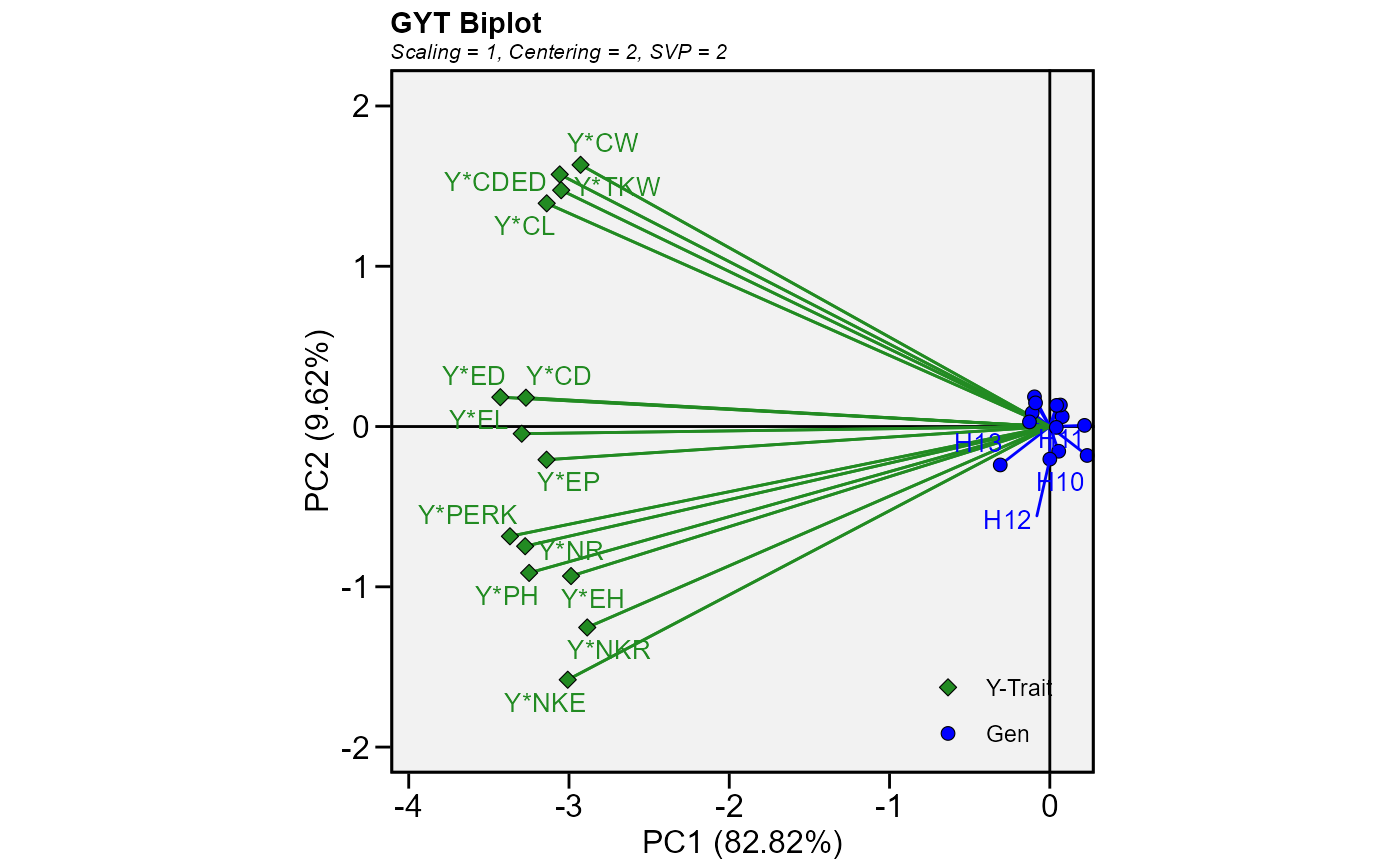 GYT Biplot
Scaling = 1, Centering = 2, SVP = 2
2
Y*CW
Y*CDED
Y*TKW
Y*CL
1
Y*ED
Y*CD
Y*EL
0
H13
H11
Y*EP
H10
Y*PERK
H12
Y*NR
-1
Y*PH
Y*EH
Y*NKR
Y*NKE
Y-Trait
Gen
-2
-4
-3
-2
-1
0
PC1 (82.82%)
PC2 (9.62%)